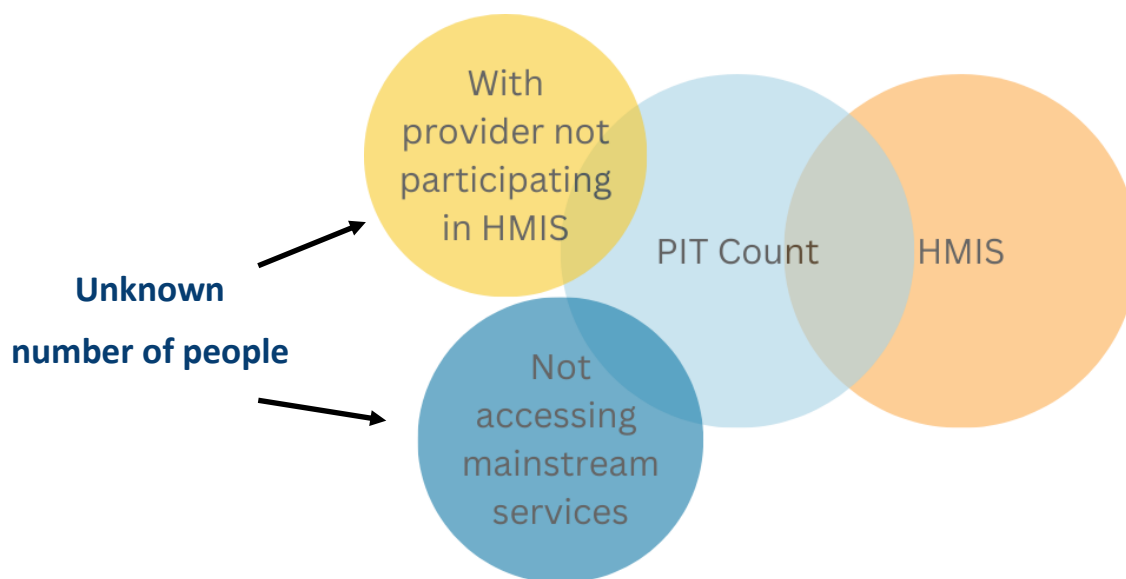 With
provider not
participating
in HMIS
PIT Count
HMIS
Unknown
number of people
Not
accessing
mainstream
services